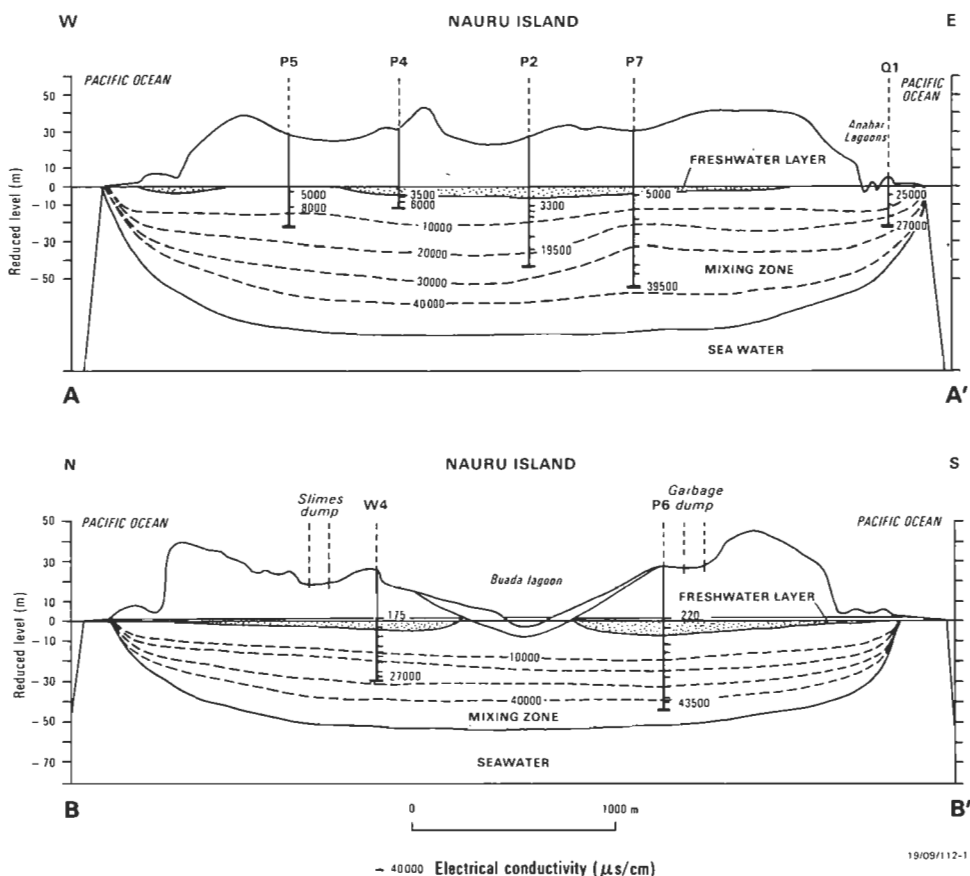 W NAURU ISLAND E
P5 P4 P2 P7 Q1
PACIFIC OCEAN
PACIFIC OCEAN
Anabar Lagoons
FRESHWATER LAYER
Reduced level (m)
50
30
10
0
- 10
- 30
- 50
5000 3500 3300 5000 25000
8000 8000 19500 39500 27000
10000
20000
30000
40000
MIXING ZONE
SEA WATER
A A'
N NAURU ISLAND S
Slimes dump
W4
P6
Garbage dump
PACIFIC OCEAN
PACIFIC OCEAN
Buada lagoon
FRESHWATER LAYER
Reduced level (m)
50
30
10
0
- 10
- 30
- 50
- 70
175 220
10000
27000
40000 43500
MIXING ZONE
SEAWATER
B B'
0 1000 m
19/09/112-1
- 40000 Electrical conductivity (μs/cm)